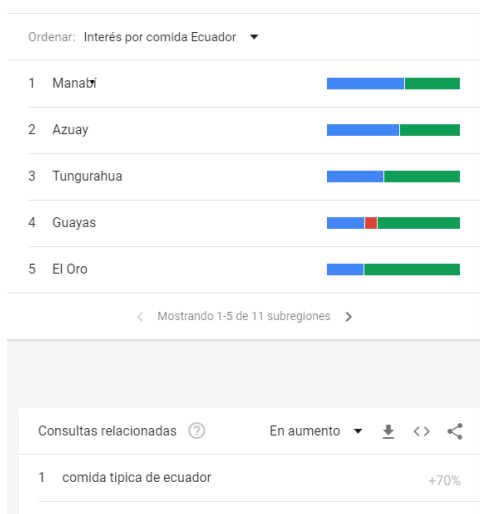 Ordenar: Interés por comida Ecuador
1 Manabí
2 Azuay
3 Tungurahua
4 Guayas
5 El Oro
Mostrando 1-5 de 11 subregiones
Consultas relacionadas ? En aumento
1 comida tipica de ecuador +70%